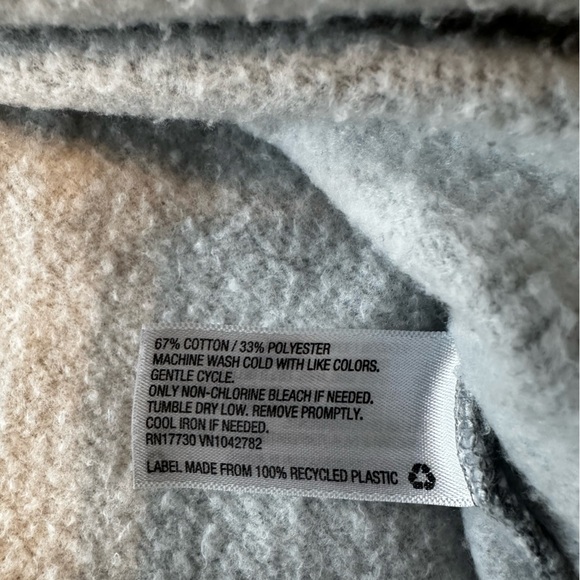 67% COTTON / 33% POLYESTER
MACHINE WASH COLD WITH LIKE COLORS.
GENTLE CYCLE.
ONLY NON-CHLORINE BLEACH IF NEEDED.
TUMBLE DRY LOW. REMOVE PROMPTLY.
COOL IRON IF NEEDED.
RN17730 VN1042782
LABEL MADE FROM 100% RECYCLED PLASTIC